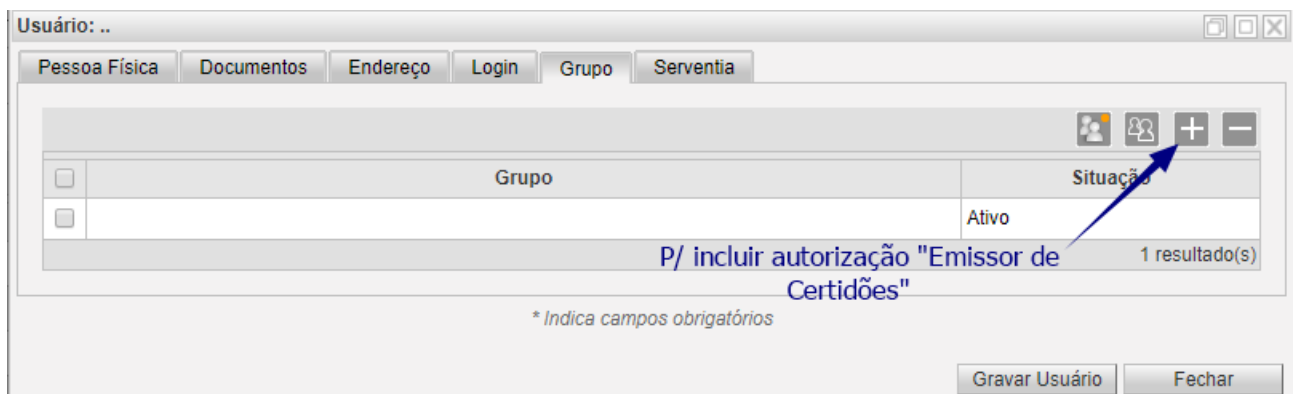 Usuário: ..
Pessoa Física Documentos Endereço Login Grupo Serventia
Grupo Situação
Ativo
P/ incluir autorização "Emissor de
Certidões"
1 resultado(s)
* Indica campos obrigatórios
Gravar Usuário Fechar